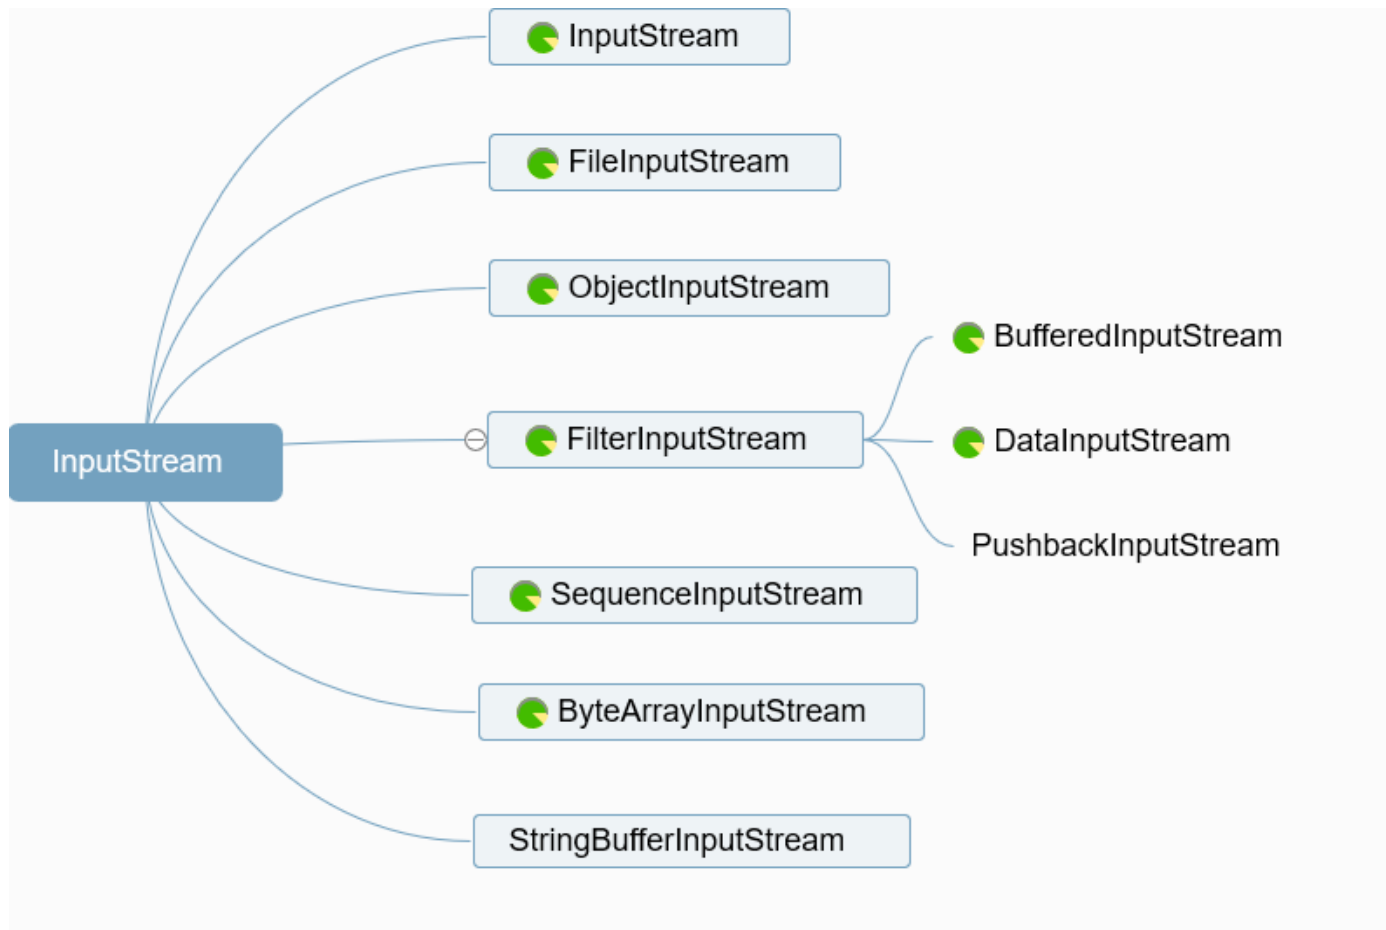 InputStream
FileInputStream
ObjectInputStream
BufferedInputStream
FilterInputStream
DataInputStream
InputStream
PushbackInputStream
SequenceInputStream
ByteArrayInputStream
StringBufferInputStream